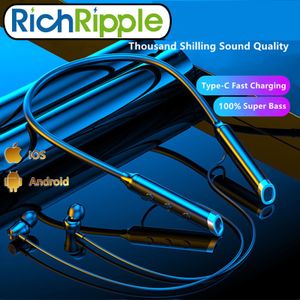 RichRipple
Thousand Shilling Sound Quality
Type-C Fast Charging
100% Super Bass
iOS
Android